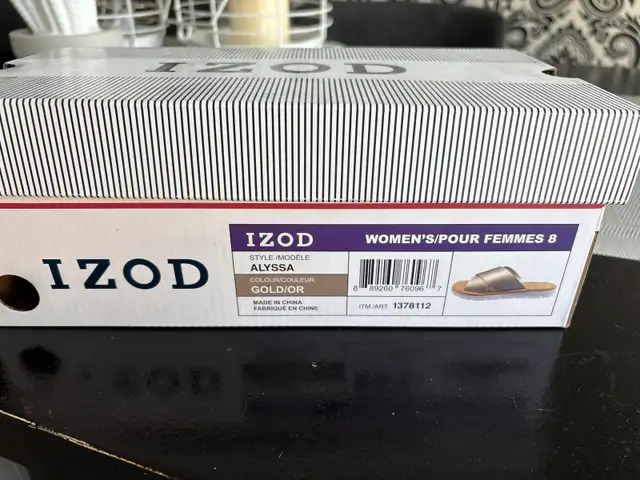 IZOD
IZOD
IZOD
WOMEN'S/POUR FEMMES 8
STYLE/MODÈLE
ALYSSA
COLOUR/COULEUR:
GOLD/OR
MADE IN CHINA
FABRIQUÉ EN CHINE
8 89260 76096 7
ITM./ART. 1378112